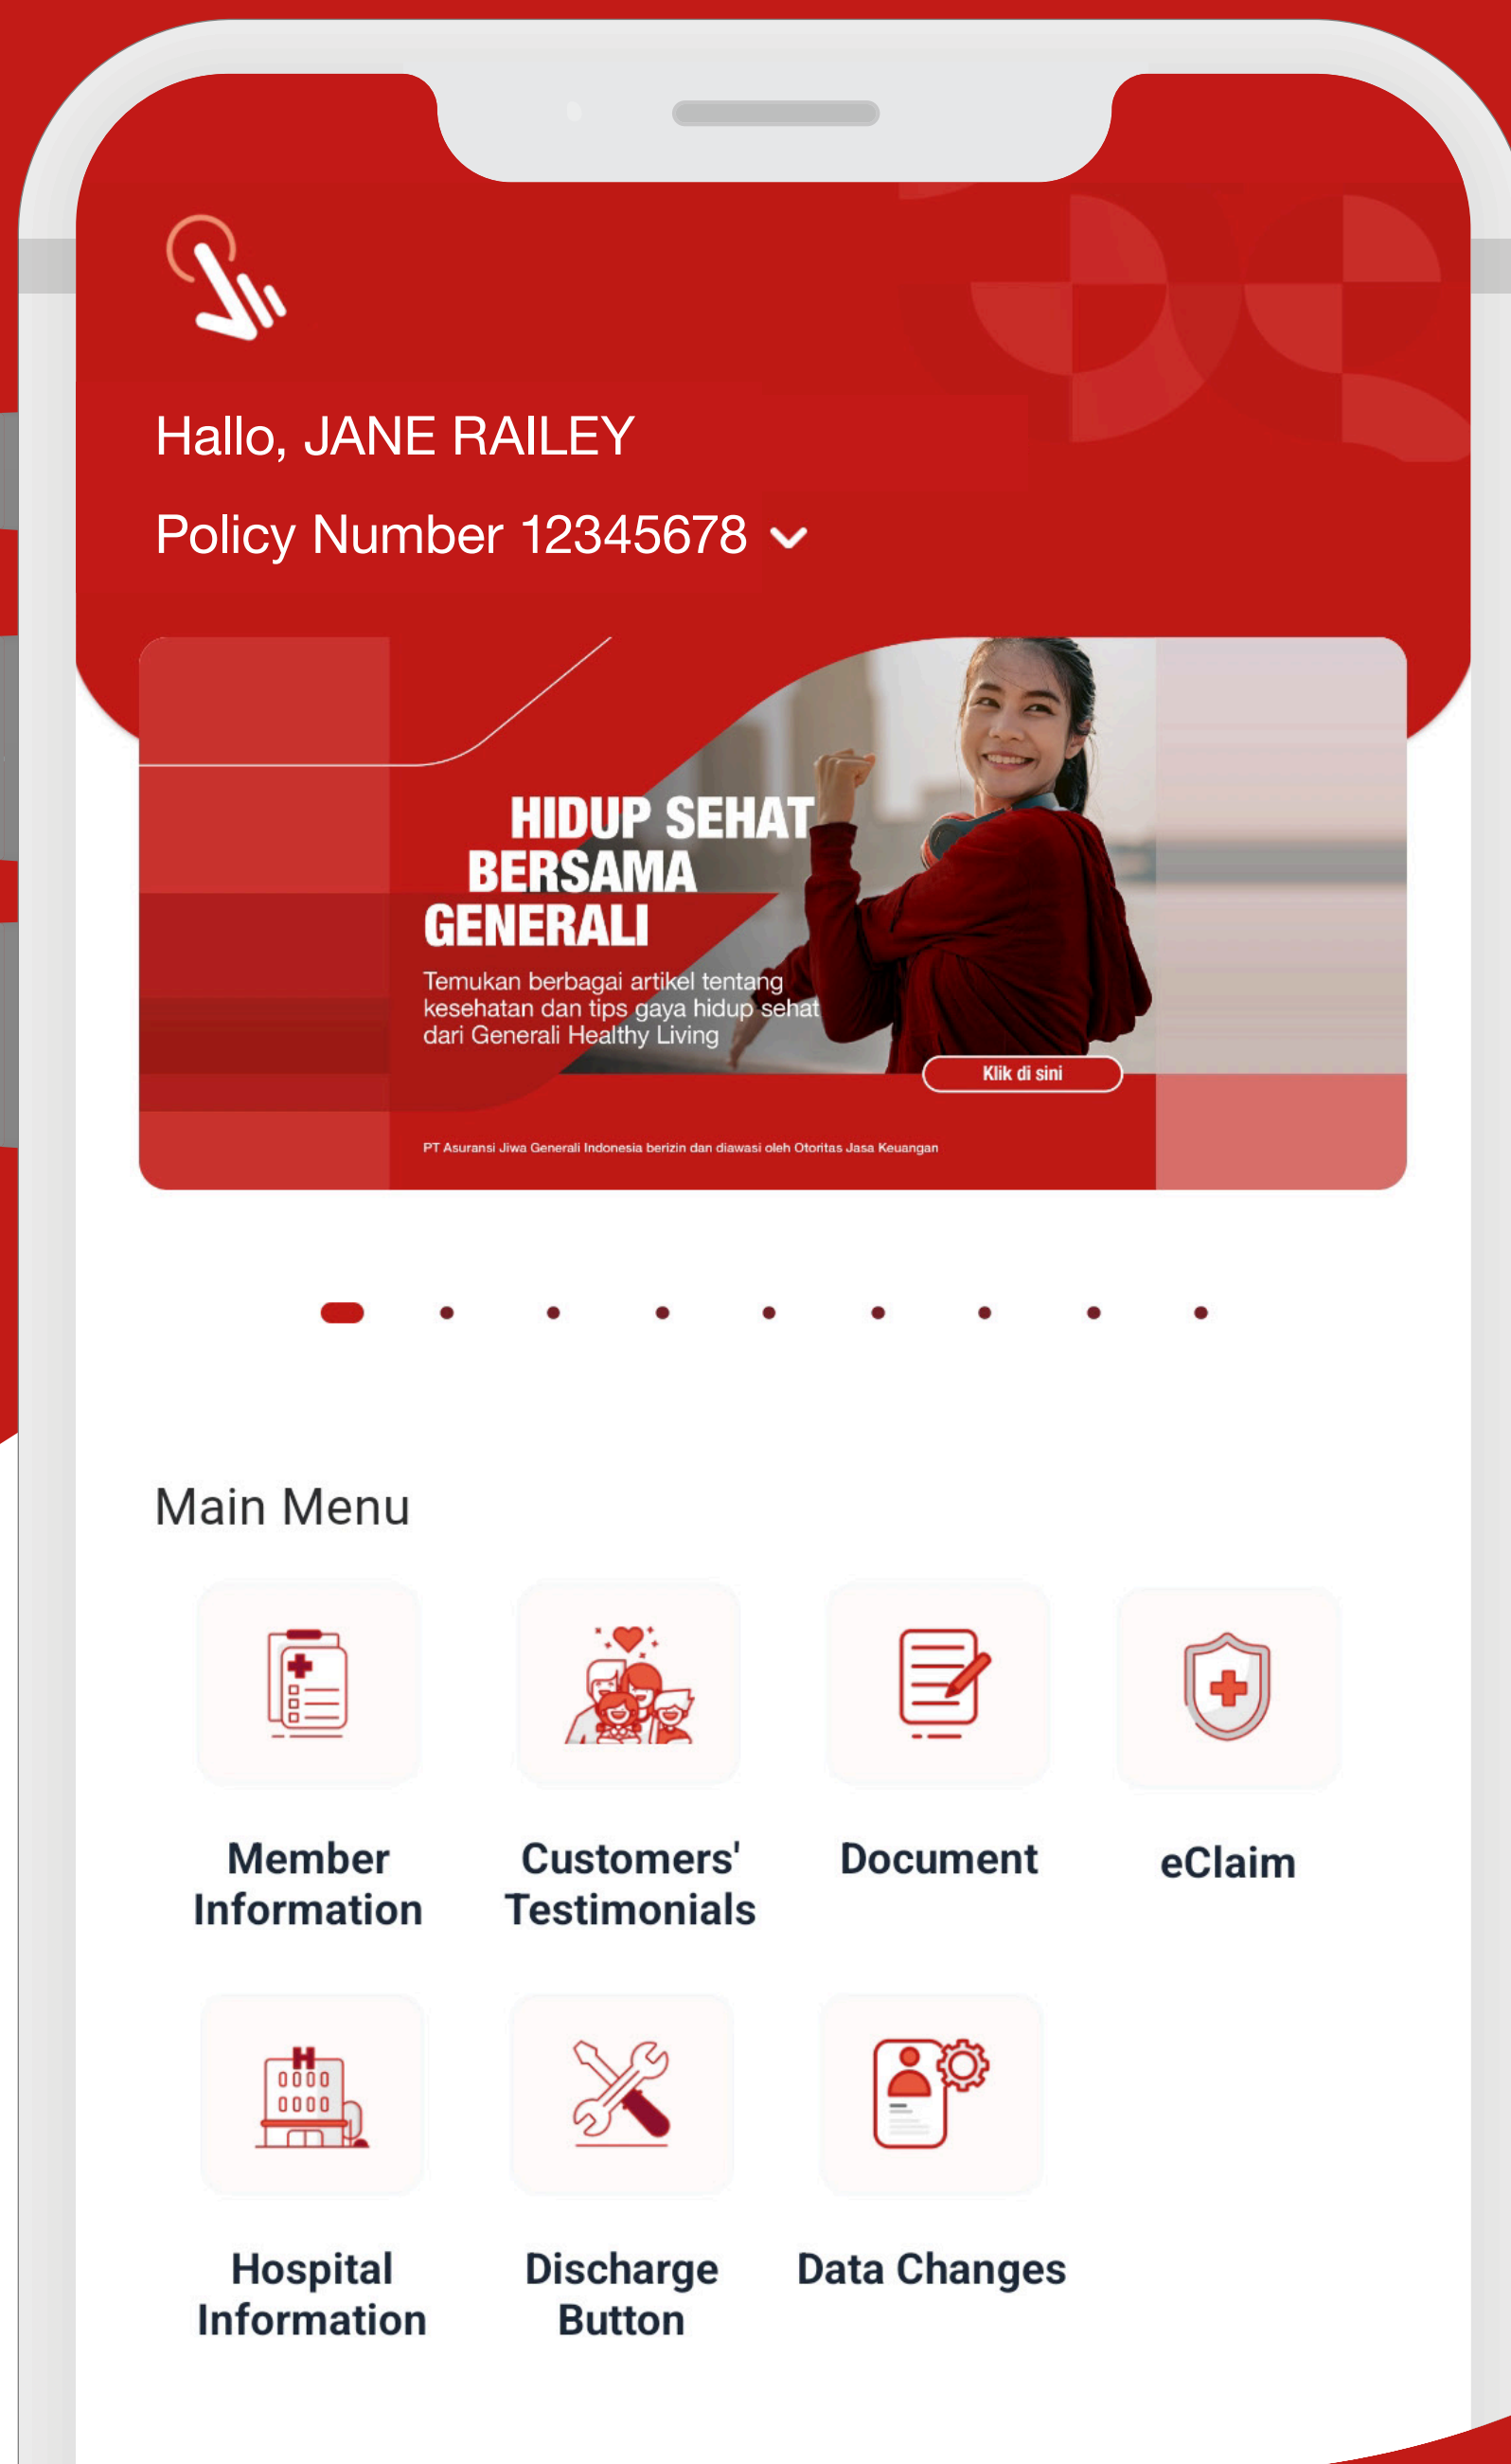 Hallo, JANE RAILEY
Policy Number 12345678
HIDUP SEHAT
BERSAMA
GENERALI
Temukan berbagai artikel tentang
kesehatan dan tips gaya hidup sehat
dari Generali Healthy Living
Klik di sini
PT Asuransi Jiwa Generali Indonesia berizin dan diawasi oleh Otoritas Jasa Keuangan
Main Menu
Member
Information
Customers'
Testimonials
Document
eClaim
H
Hospital
Information
Discharge
Button
Data Changes